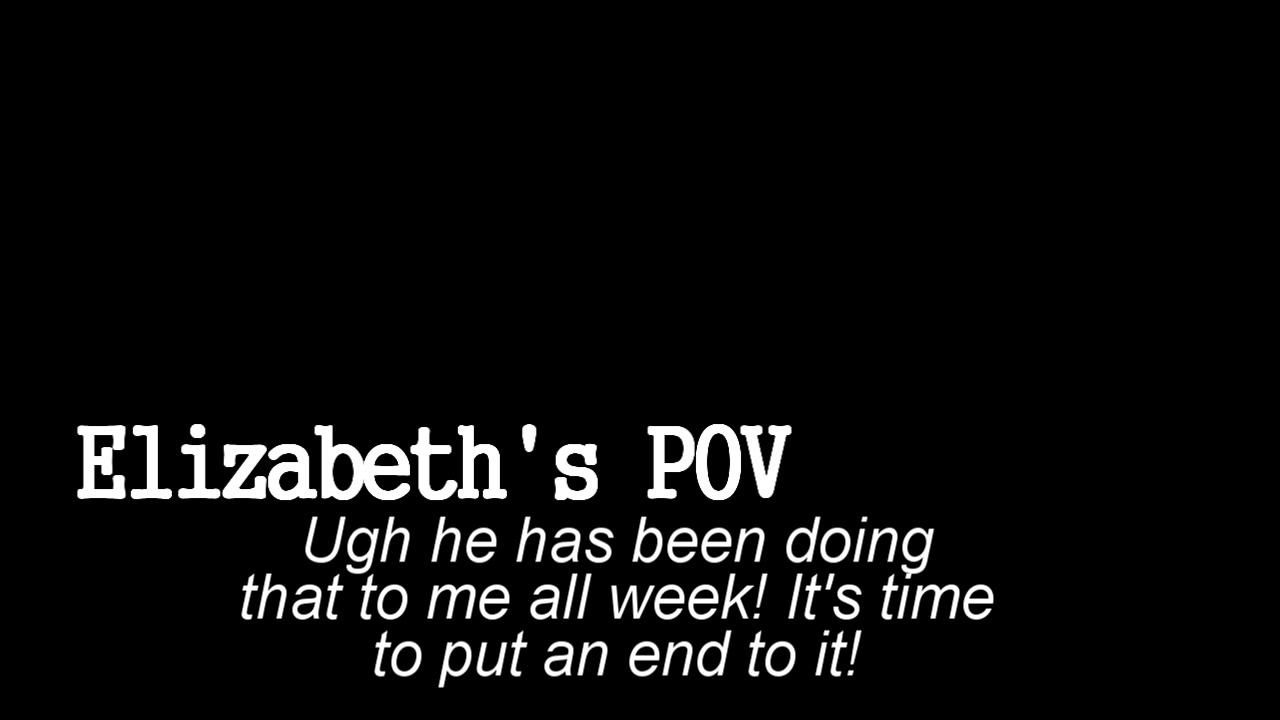 Elizabeth's POV
Ugh he has been doing
that to me all week! It's time
to put an end to it!